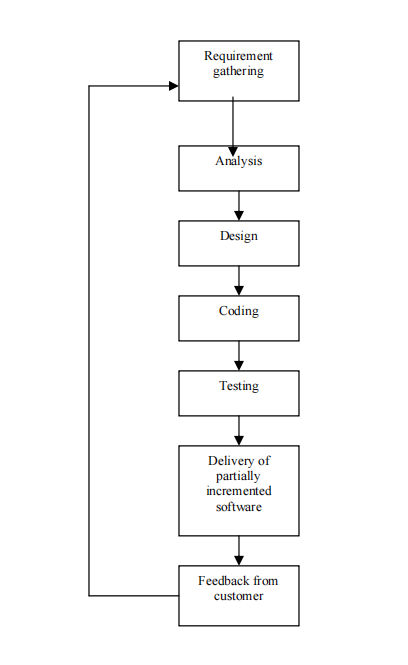 Requirement
gathering
Analysis
Design
Coding
Testing
Delivery of
partially
incremented
software
Feedback from
customer